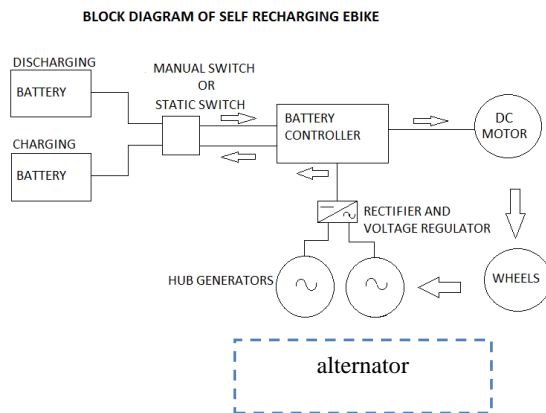 BLOCK DIAGRAM OF SELF RECHARGING EBIKE
DISCHARGING
BATTERY
MANUAL SWITCH
OR
STATIC SWITCH
BATTERY
CONTROLLER
DC
MOTOR
CHARGING
BATTERY
RECTIFIER AND
VOLTAGE REGULATOR
HUB GENERATORS
WHEELS
alternator